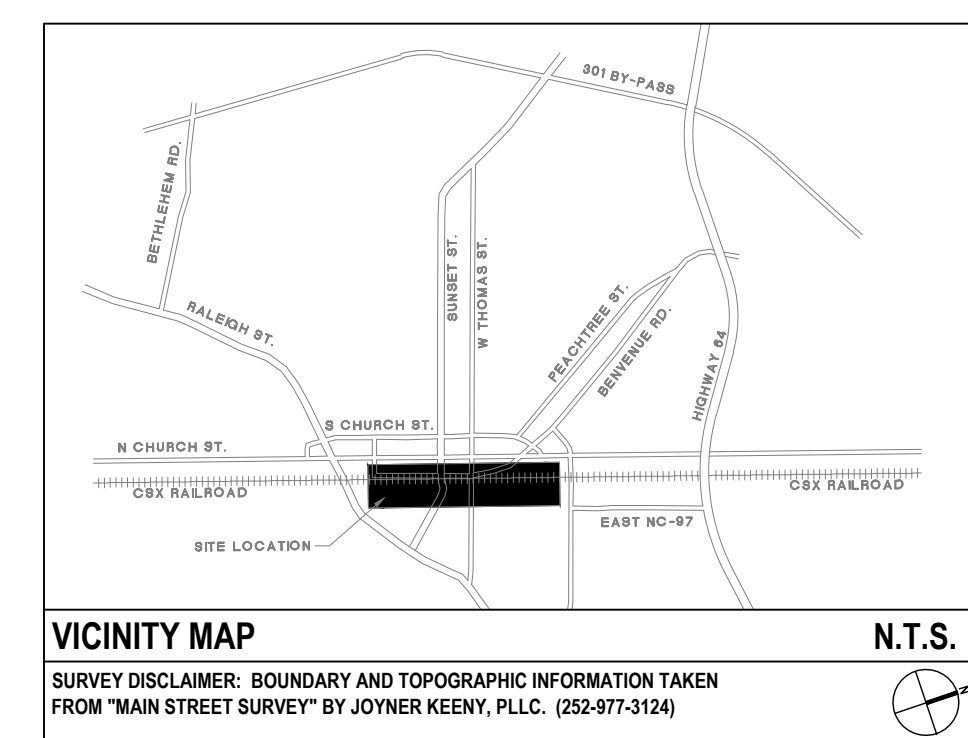 301 BY-PASS
BETHLEHEM RD.
SUNSET ST.
W THOMAS ST.
RALEIGH ST.
PEACHTREE ST.
BENVENUE RD.
HIGHWAY 64
S CHURCH ST.
N CHURCH ST.
CSX RAILROAD
CSX RAILROAD
EAST NC-97
SITE LOCATION
VICINITY MAP
N.T.S.
SURVEY DISCLAIMER: BOUNDARY AND TOPOGRAPHIC INFORMATION TAKEN
FROM "MAIN STREET SURVEY" BY JOYNER KEENY, PLLC. (252-977-3124)
N